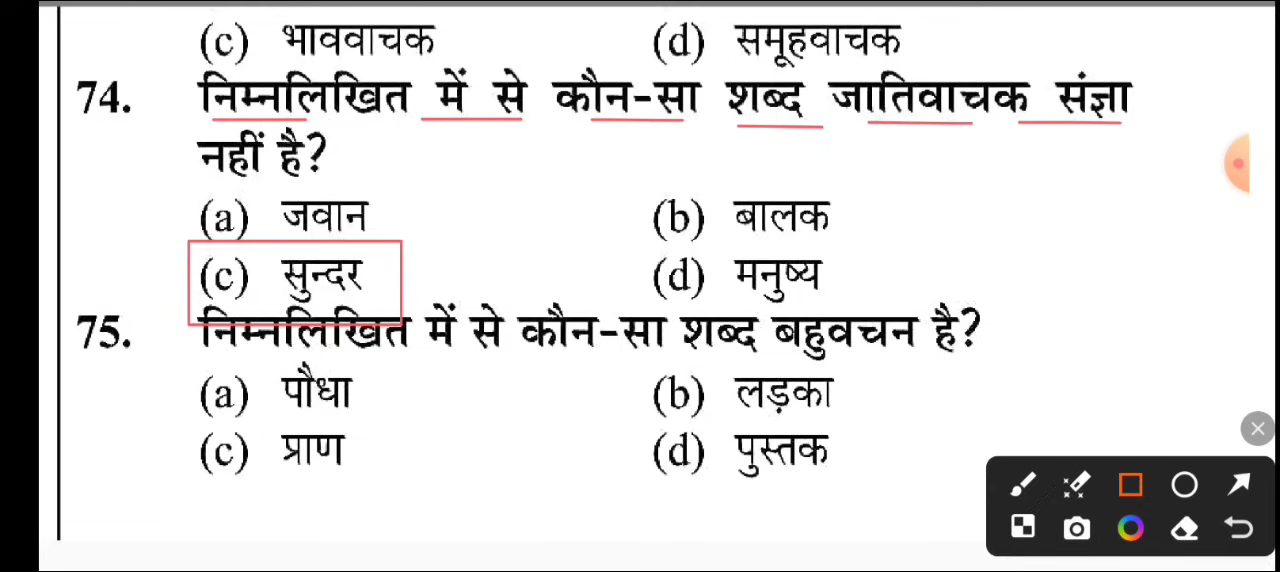 (c) भाववाचक (d) समूहवाचक
74. निम्नलिखित में से कौन-सा शब्द जातिवाचक संज्ञा
नहीं है?
(a) जवान (b) बालक
(c) सुन्दर (d) मनुष्य
75. निम्नलिखित में से कौन-सा शब्द बहुवचन है?
(a) पौधा (b) लड़का
(c) प्राण (d) पुस्तक